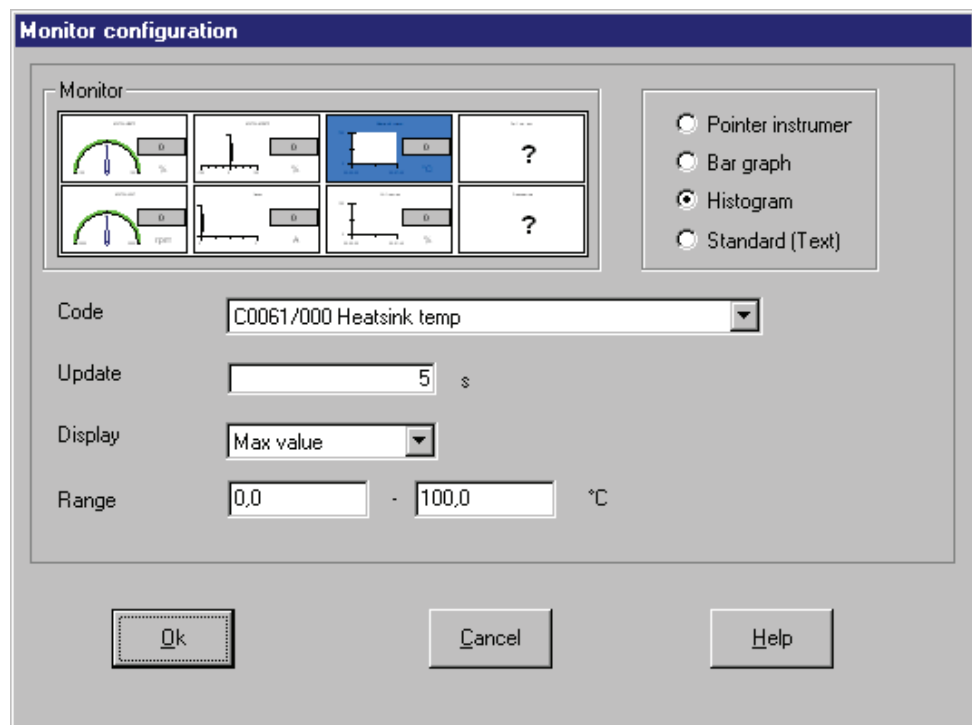 Monitor configuration
Monitor
0
%
0
%
0
°C
?
0
rpm
0
A
0
%
?
Pointer instrumer
Bar graph
Histogram
Standard (Text)
Code
C0061/000 Heatsink temp
Update
5 s
Display
Max value
Range
0,0 - 100,0 °C
Ok
Cancel
Help